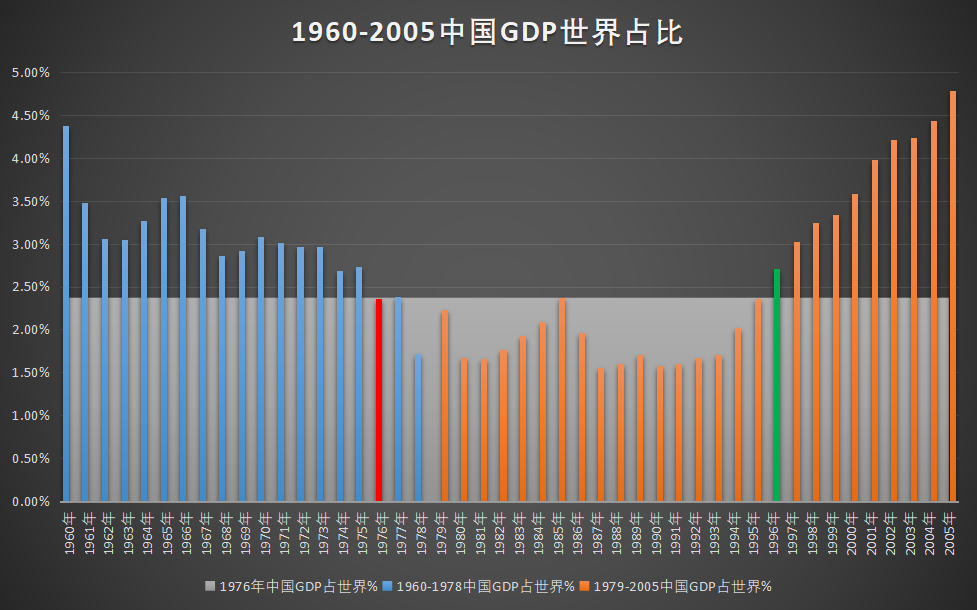 1960-2005中国GDP世界占比
5.00%
4.50%
4.00%
3.50%
3.00%
2.50%
2.00%
1.50%
1.00%
0.50%
0.00%
1960年
1961年
1962年
1963年
1964年
1965年
1966年
1967年
1968年
1969年
1970年
1971年
1972年
1973年
1974年
1975年
1976年
1977年
1978年
1979年
1980年
1981年
1982年
1983年
1984年
1985年
1986年
1987年
1988年
1989年
1990年
1991年
1992年
1993年
1994年
1995年
1996年
1997年
1998年
1999年
2000年
2001年
2002年
2003年
2004年
2005年
1976年中国GDP占世界% 1960-1978中国GDP占世界% 1979-2005中国GDP占世界%